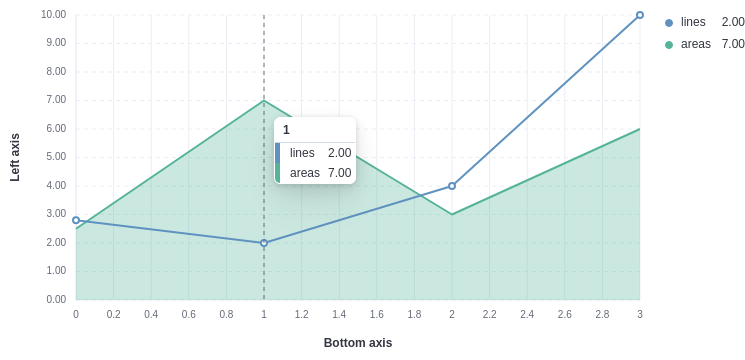 10.00
9.00
8.00
7.00
6.00
5.00
4.00
3.00
2.00
1.00
0.00
Left axis
0 0.2 0.4 0.6 0.8 1 1.2 1.4 1.6 1.8 2 2.2 2.4 2.6 2.8 3
Bottom axis
1
lines 2.00
areas 7.00
lines 2.00
areas 7.00